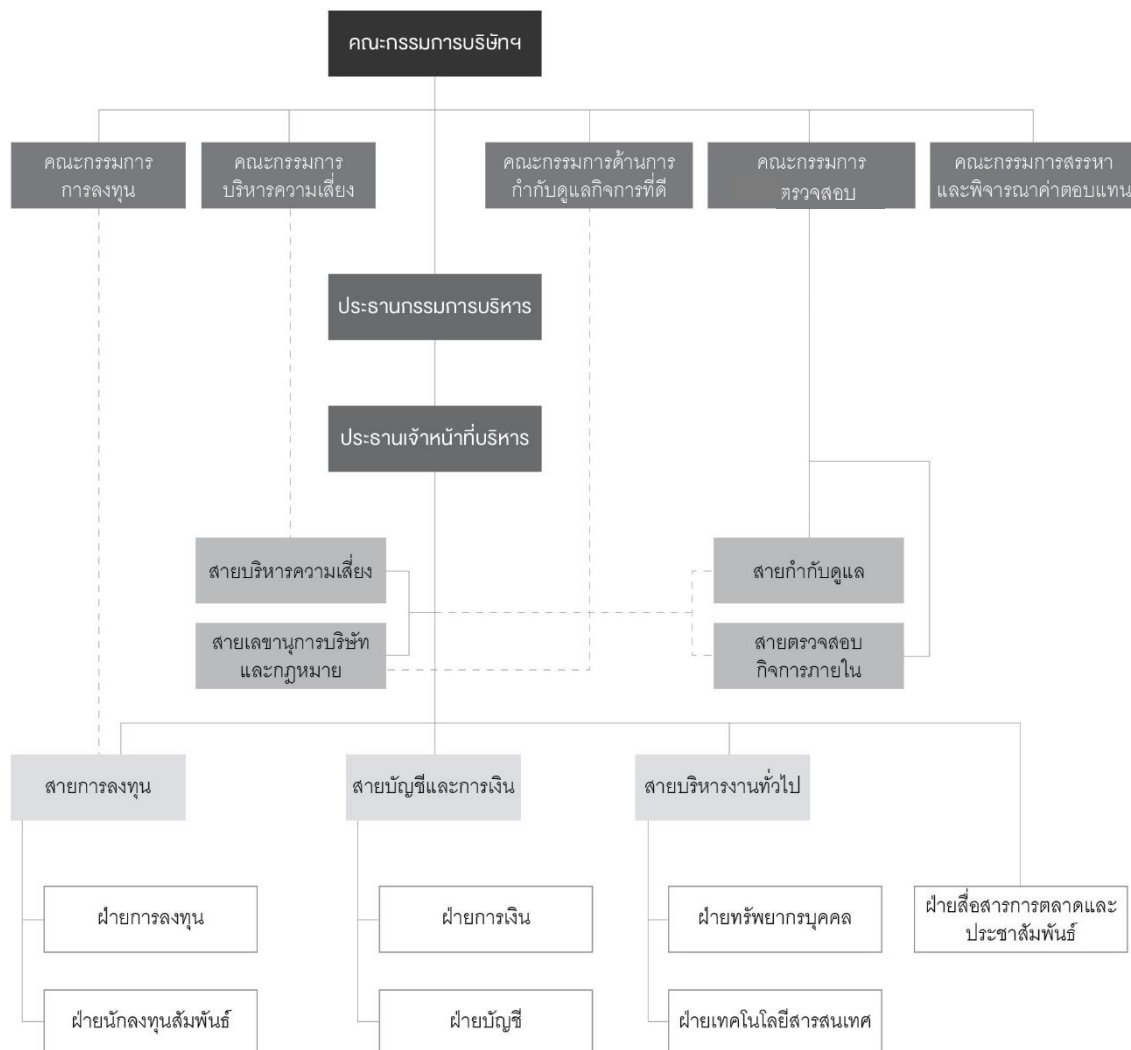 คณะกรรมการบริษัทฯ
คณะกรรมการ
การลงทุน
คณะกรรมการ
บริหารความเสี่ยง
คณะกรรมการด้านการ
กำกับดูแลกิจการที่ดี
คณะกรรมการ
ตรวจสอบ
คณะกรรมการสรรหา
และพิจารณาค่าตอบแทน
ประธานกรรมการบริหาร
ประธานเจ้าหน้าที่บริหาร
สายบริหารความเสี่ยง
สายกำกับดูแล
สายเลขานุการบริษัท
และกฎหมาย
สายตรวจสอบ
กิจการภายใน
สายการลงทุน
สายบัญชีและการเงิน
สายบริหารงานทั่วไป
ฝ่ายการลงทุน
ฝ่ายการเงิน
ฝ่ายทรัพยากรบุคคล
ฝ่ายสื่อสารการตลาดและ
ประชาสัมพันธ์
ฝ่ายนักลงทุนสัมพันธ์
ฝ่ายบัญชี
ฝ่ายเทคโนโลยีสารสนเทศ